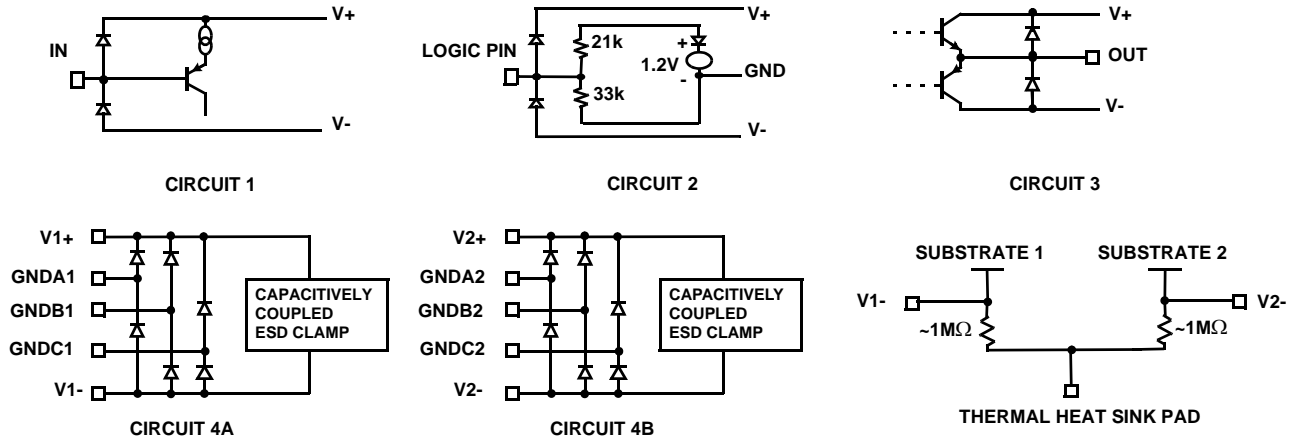 V+
IN
V-
CIRCUIT 1
V+
LOGIC PIN
21k
+
1.2V
-
GND
33k
V-
CIRCUIT 2
V+
OUT
V-
CIRCUIT 3
V1+
GNDA1
GNDB1
GNDC1
V1-
CAPACITIVELY
COUPLED
ESD CLAMP
CIRCUIT 4A
V2+
GNDA2
GNDB2
GNDC2
V2-
CAPACITIVELY
COUPLED
ESD CLAMP
CIRCUIT 4B
SUBSTRATE 1
SUBSTRATE 2
V1-
V2-
~1MΩ
~1MΩ
THERMAL HEAT SINK PAD